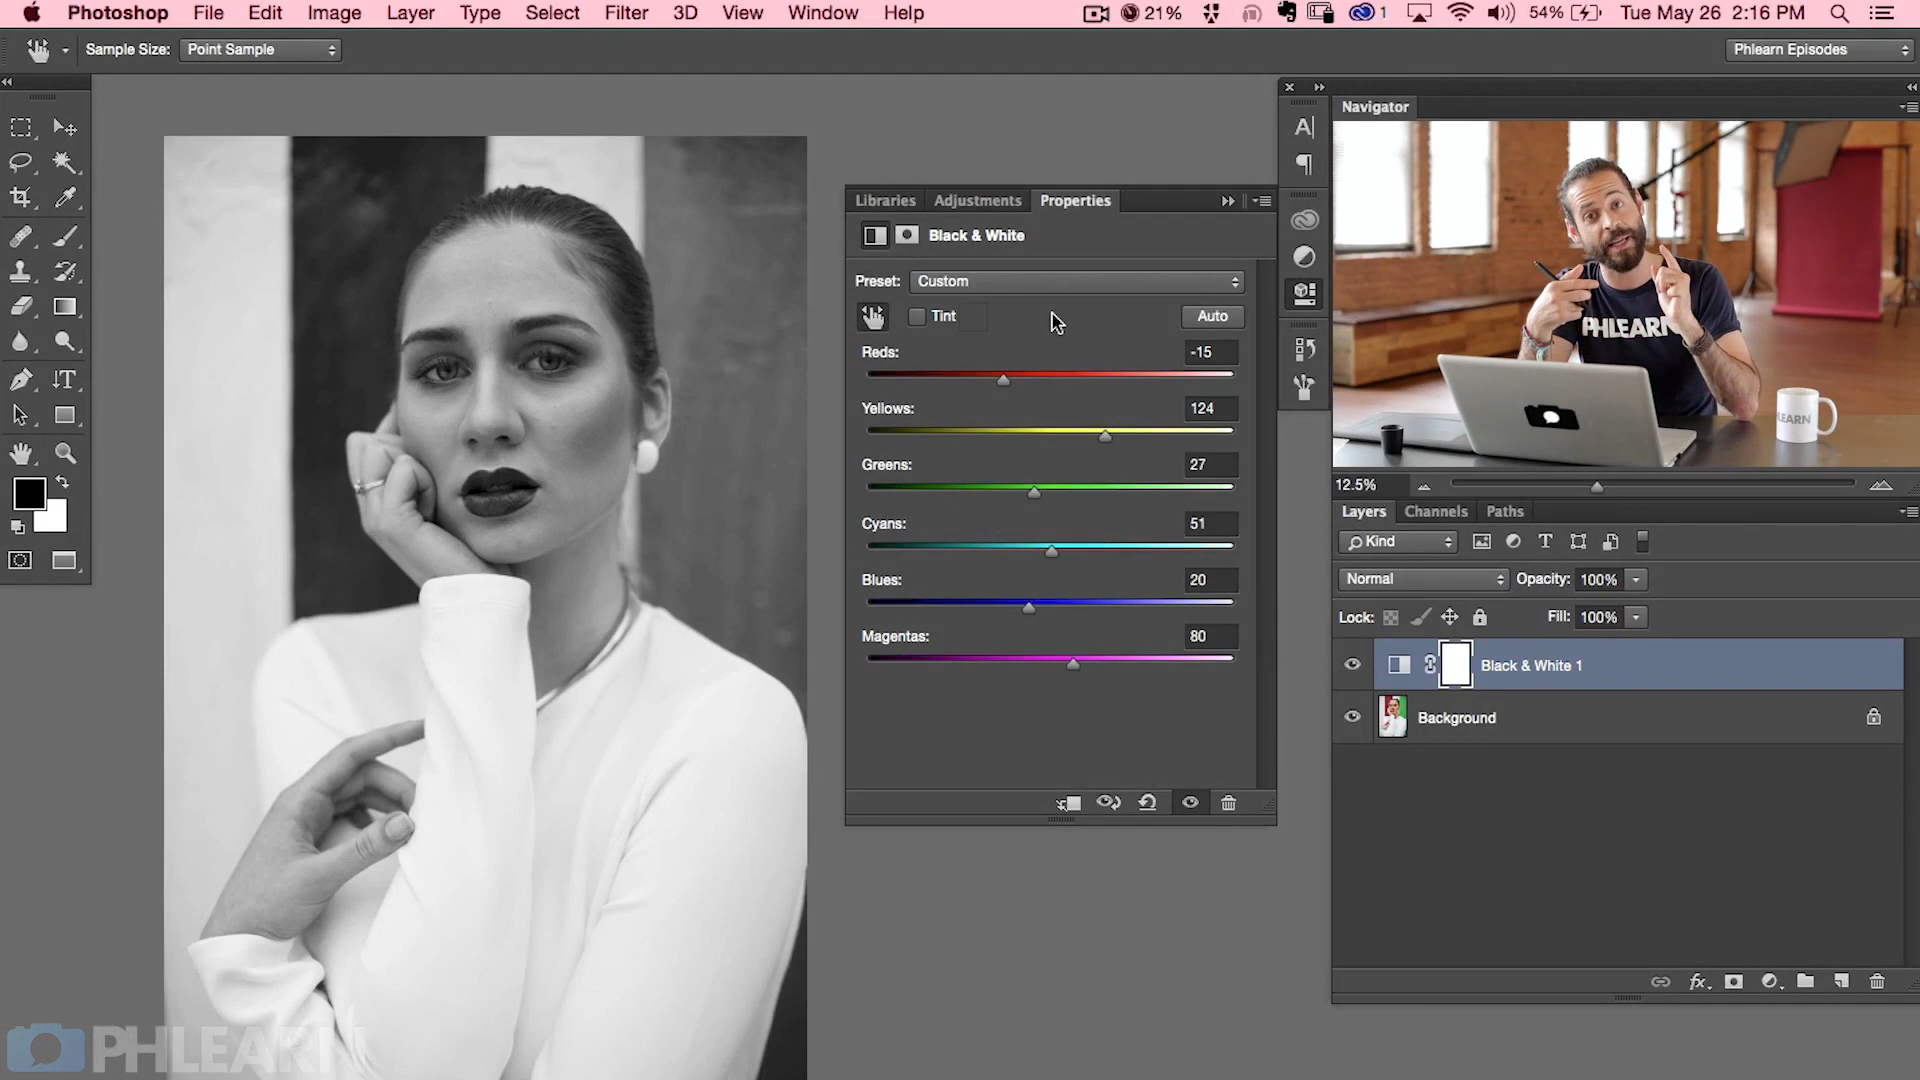 Photoshop File Edit Image Layer Type Select Filter 3D View Window Help 21% 1 54% Tue May 26 2:16 PM
Sample Size: Point Sample Phlearn Episodes
Navigator
Libraries Adjustments Properties
Black & White
Preset: Custom
Tint Auto
Reds: -15
Yellows: 124
Greens: 27
Cyans: 51
Blues: 20
Magentas: 80
PHLEARN
LEARN
12.5%
Layers Channels Paths
Kind
Normal Opacity: 100%
Lock: Fill: 100%
Black & White 1
Background
PHLEARN